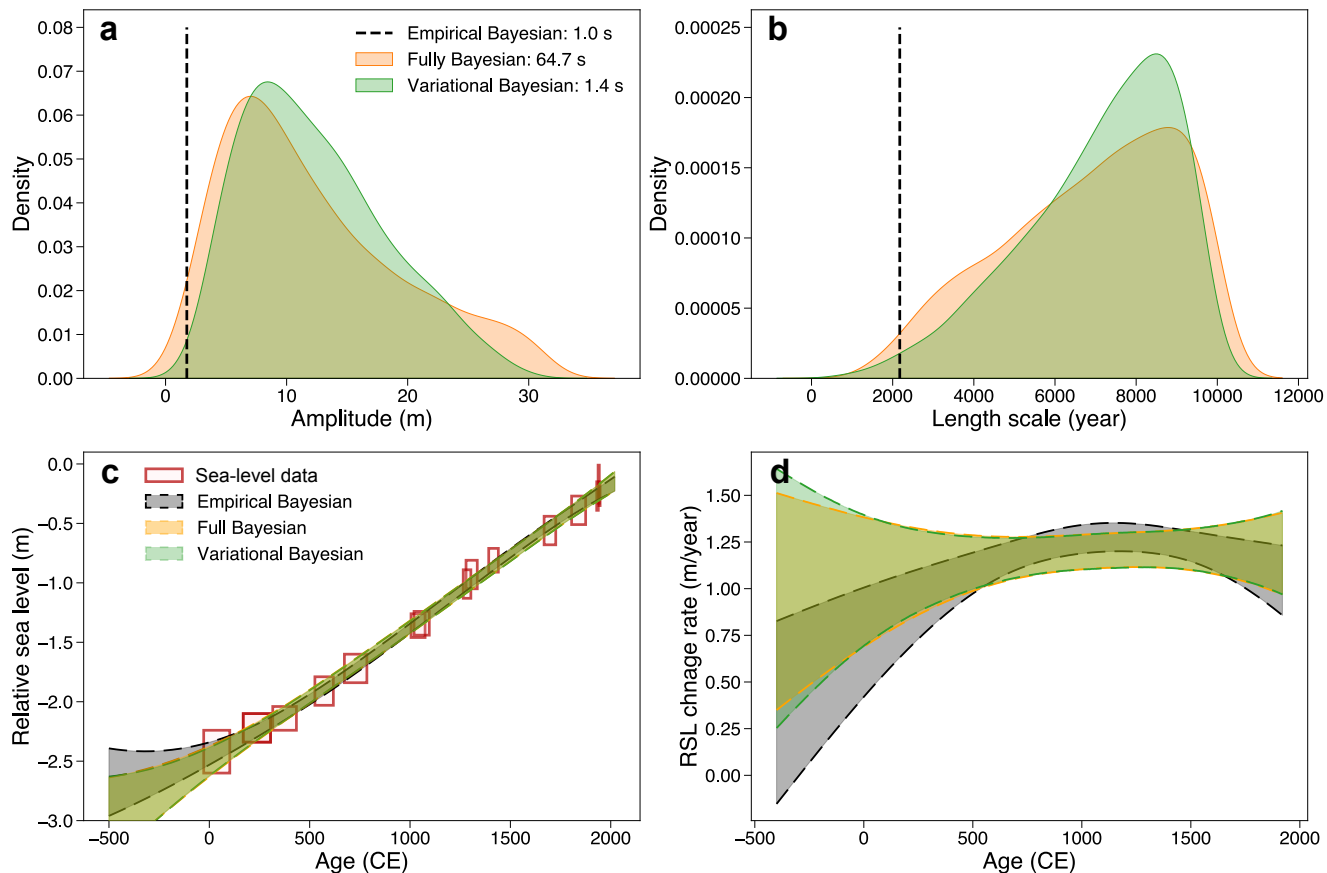 a
Empirical Bayesian: 1.0 s
Fully Bayesian: 64.7 s
Variational Bayesian: 1.4 s
0.08
0.07
0.06
0.05
0.04
0.03
0.02
0.01
0.00
Density
0
10
20
30
Amplitude (m)
b
0.00025
0.00020
0.00015
0.00010
0.00005
0.00000
Density
0
2000
4000
6000
8000
10000
12000
Length scale (year)
c
Sea-level data
Empirical Bayesian
Full Bayesian
Variational Bayesian
0.0
−0.5
−1.0
−1.5
−2.0
−2.5
−3.0
Relative sea level (m)
−500
0
500
1000
1500
2000
Age (CE)
d
1.50
1.25
1.00
0.75
0.50
0.25
0.00
RSL chnage rate (m/year)
−500
0
500
1000
1500
2000
Age (CE)